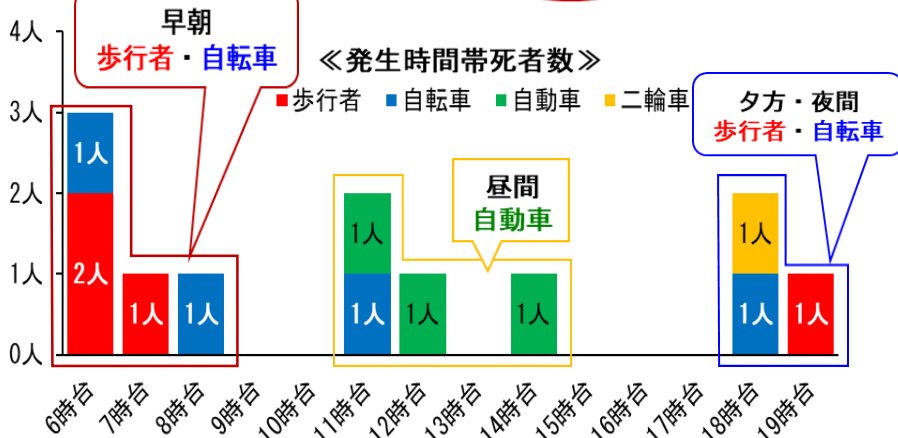 早朝
歩行者・自転車
≪発生時間帯死者数≫
歩行者 自転車 自動車 二輪車
夕方・夜間
歩行者・自転車
昼間
自動車
4人
3人
2人
1人
0人
1人
2人
1人
1人
1人
1人
1人
1人
1人
1人
1人
6時台
7時台
8時台
9時台
10時台
11時台
12時台
13時台
14時台
15時台
16時台
17時台
18時台
19時台